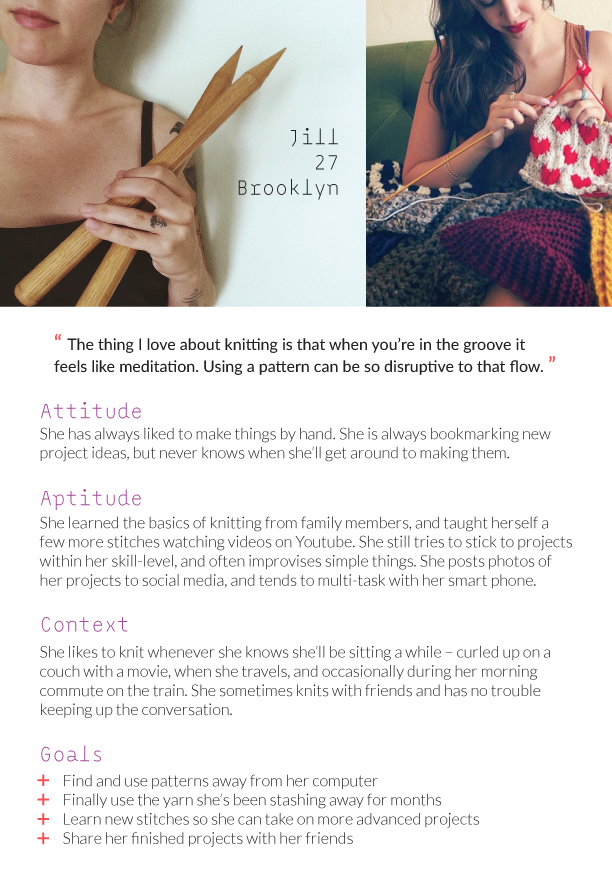 Jill
27
Brooklyn
“ The thing I love about knitting is that when you’re in the groove it
feels like meditation. Using a pattern can be so disruptive to that flow. ”
Attitude
She has always liked to make things by hand. She is always bookmarking new
project ideas, but never knows when she’ll get around to making them.
Aptitude
She learned the basics of knitting from family members, and taught herself a
few more stitches watching videos on Youtube. She still tries to stick to projects
within her skill-level, and often improvises simple things. She posts photos of
her projects to social media, and tends to multi-task with her smart phone.
Context
She likes to knit whenever she knows she’ll be sitting a while – curled up on a
couch with a movie, when she travels, and occasionally during her morning
commute on the train. She sometimes knits with friends and has no trouble
keeping up the conversation.
Goals
+ Find and use patterns away from her computer
+ Finally use the yarn she’s been stashing away for months
+ Learn new stitches so she can take on more advanced projects
+ Share her finished projects with her friends